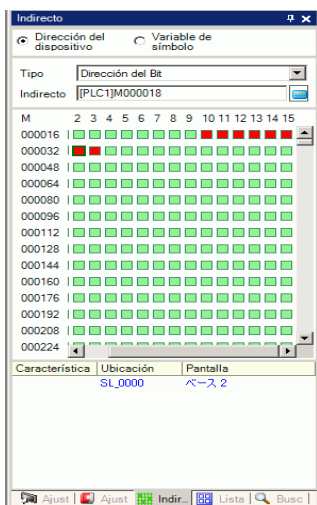 Indirecto
Dirección del dispositivo
Variable de símbolo
Tipo Dirección del Bit
Indirecto [PLC1]M000018
M 2 3 4 5 6 7 8 9 10 11 12 13 14 15
000016
000032
000048
000064
000080
000096
000112
000128
000144
000160
000176
000192
000208
000224
Característica Ubicación Pantalla
SL_0000 ベース 2
Ajust Ajust Indir... Lista Busc